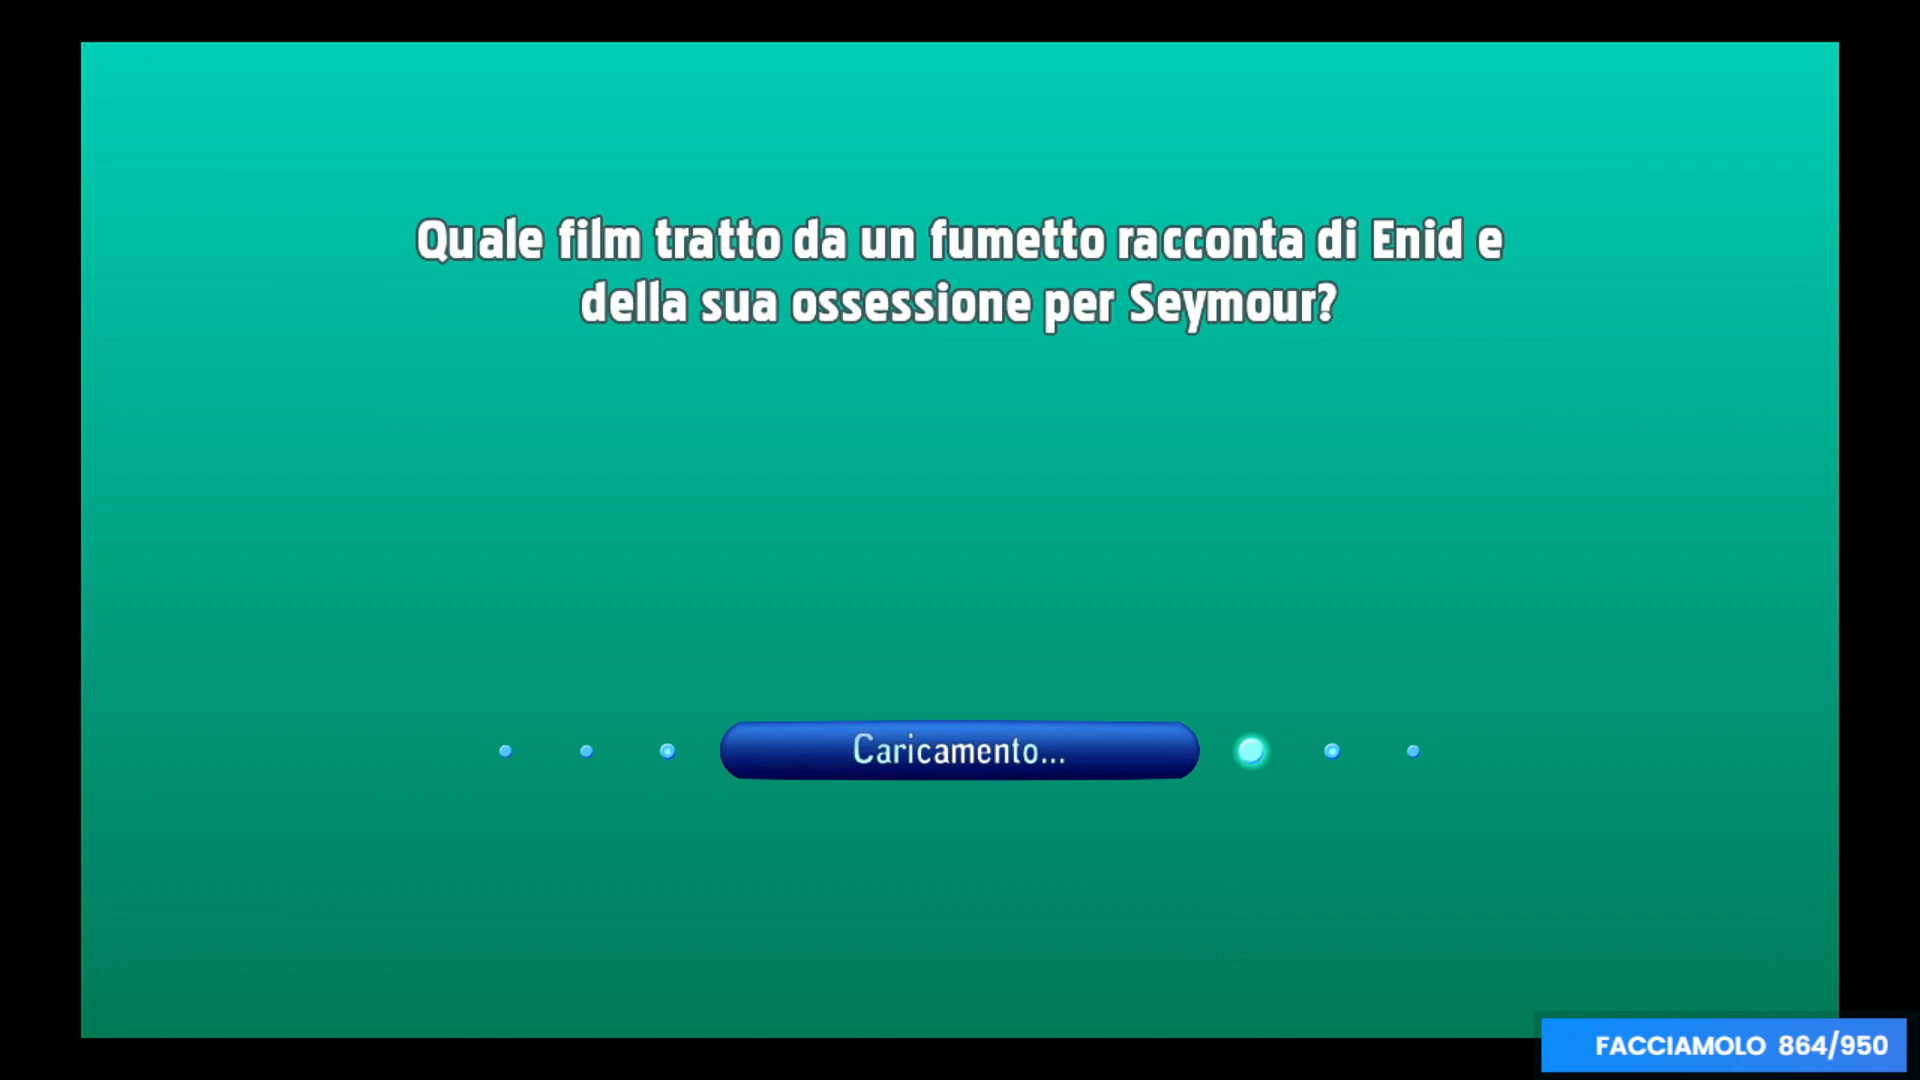 Quale film tratto da un fumetto racconta di Enid e
della sua ossessione per Seymour?
Caricamento...
FACCIAMOLO 864/950